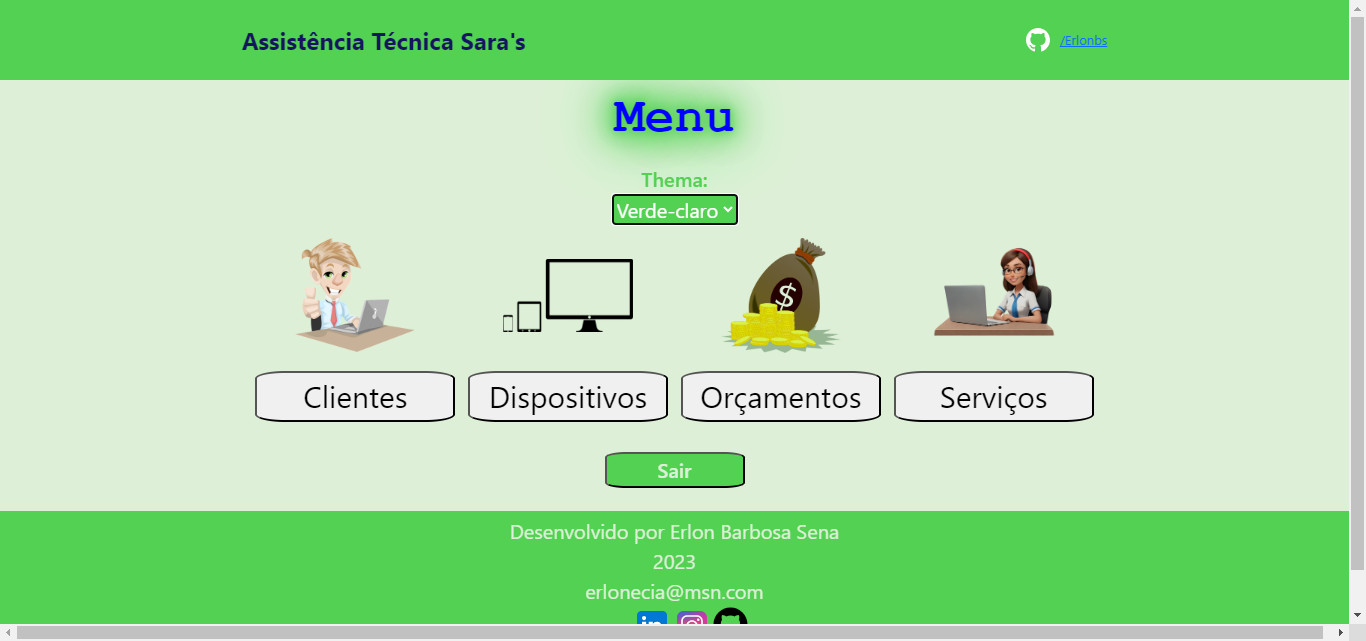 Assistência Técnica Sara's
/Erlonbs
Menu
Thema:
Verde-claro
$
Clientes Dispositivos Orçamentos Serviços
Sair
Desenvolvido por Erlon Barbosa Sena
2023
erlonecia@msn.com
in